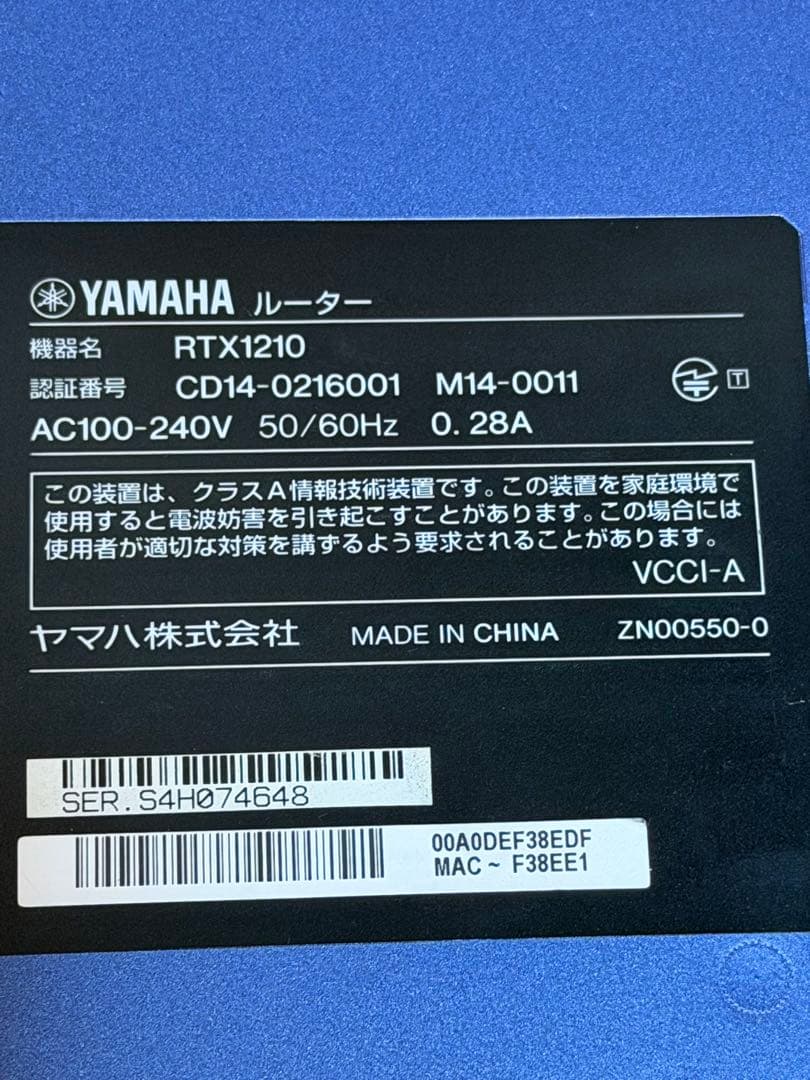 YAMAHA ルーター
機器名 RTX1210
認証番号 CD14-0216001 M14-0011 T
AC100-240V 50/60Hz 0.28A
この装置は、クラスA情報技術装置です。この装置を家庭環境で
使用すると電波妨害を引き起こすことがあります。この場合には
使用者が適切な対策を講ずるよう要求されることがあります。
VCCI-A
ヤマハ株式会社 MADE IN CHINA ZN00550-0
SER.S4H074648
00A0DEF38EDF
MAC ~ F38EE1